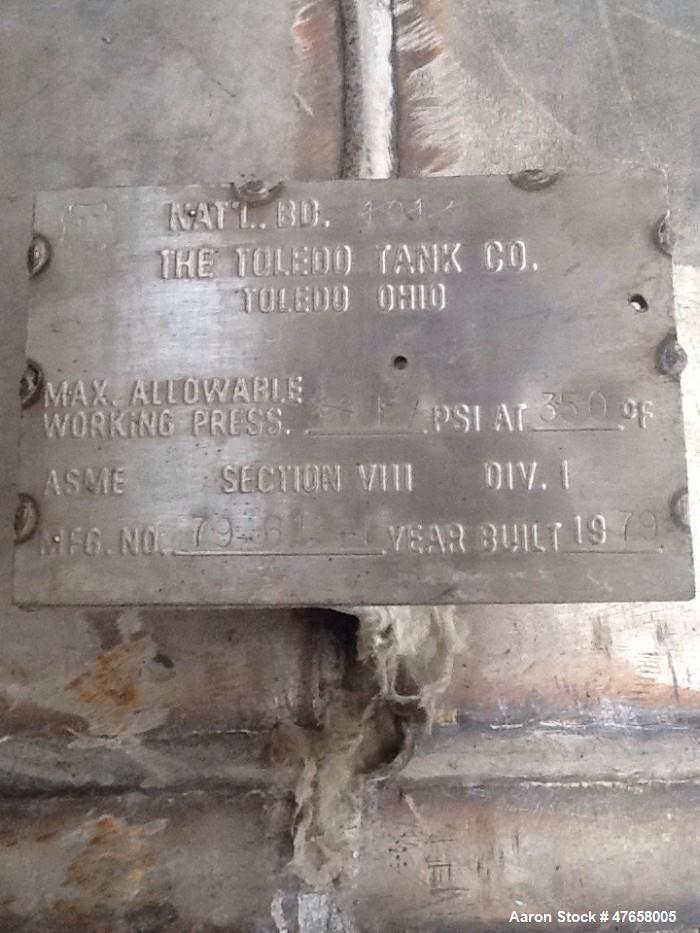 NAT'L. BD.
THE TOLEDO TANK CO.
TOLEDO OHIO
MAX. ALLOWABLE
WORKING PRESS. PSI AT 350 °F
ASME SECTION VIII DIV. 1
MFG. NO. YEAR BUILT 1979
Aaron Stock # 47658005